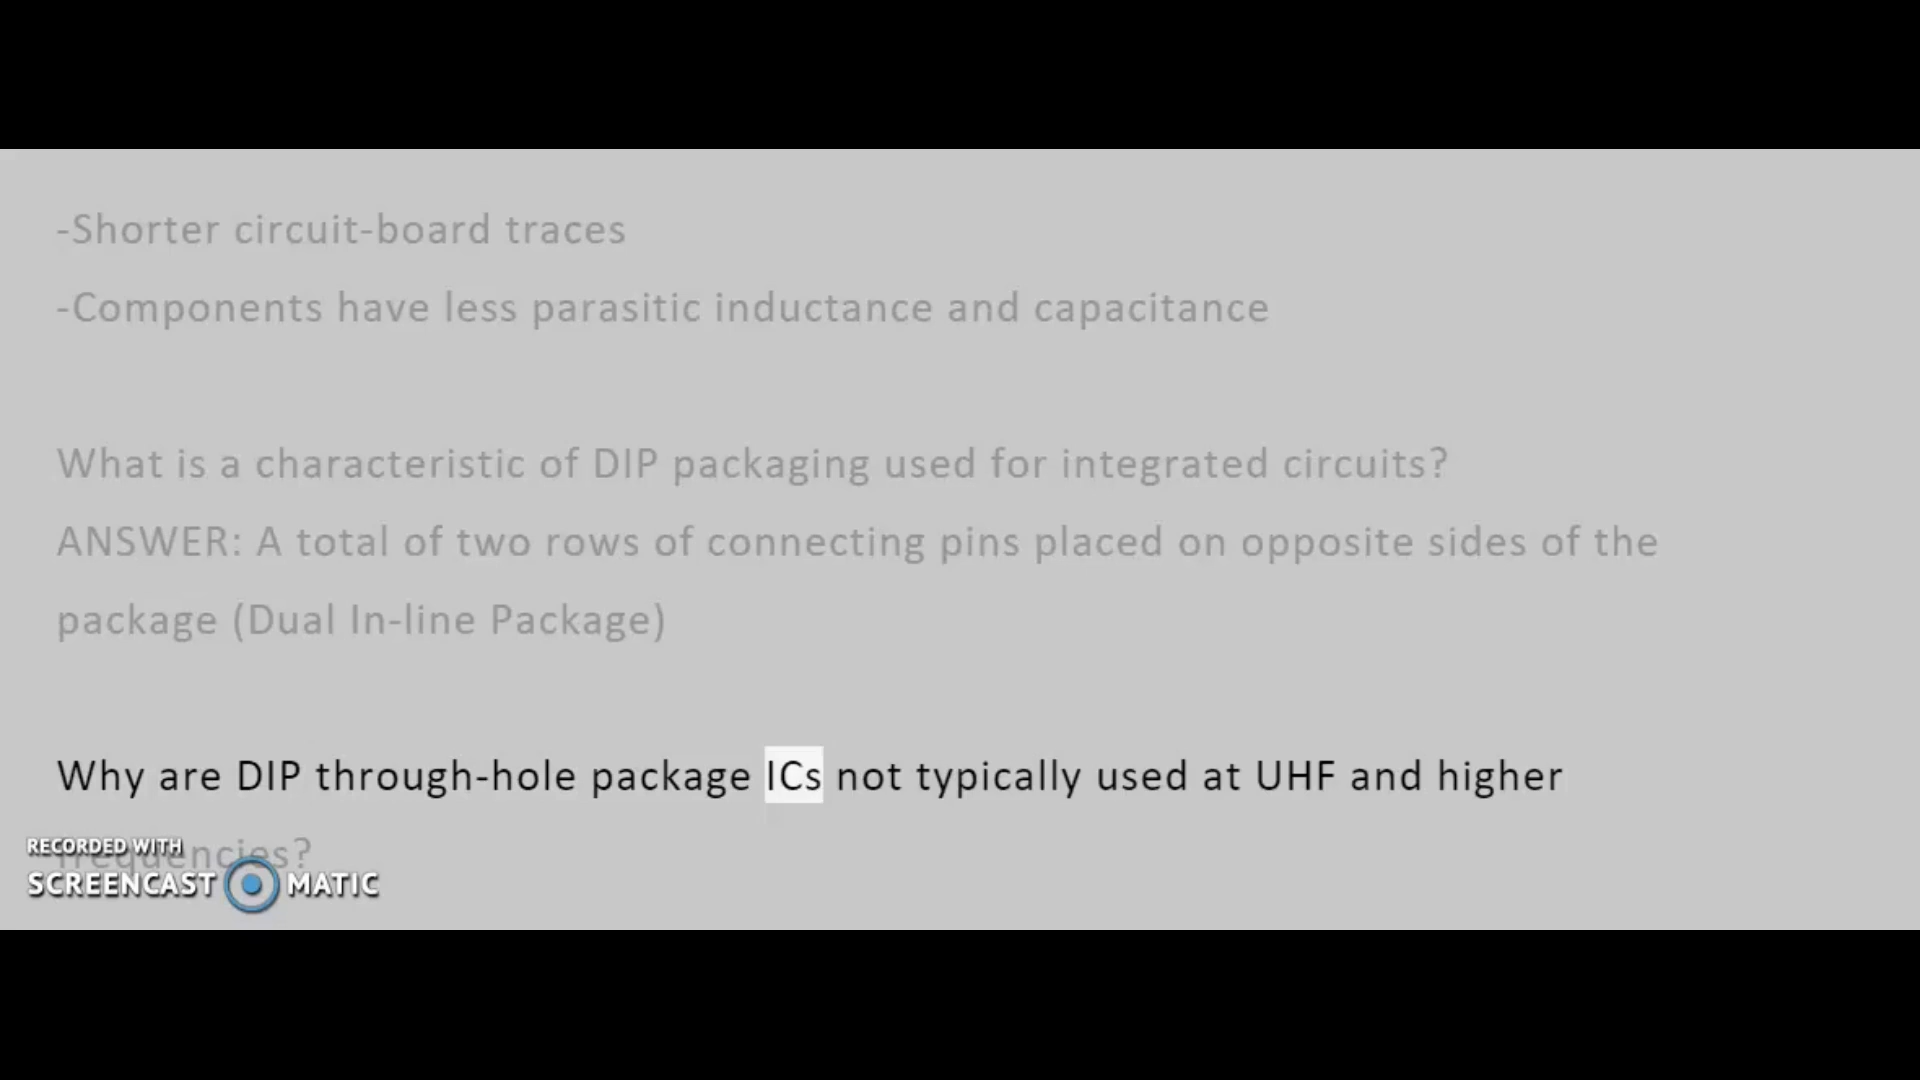 -Shorter circuit-board traces
-Components have less parasitic inductance and capacitance
What is a characteristic of DIP packaging used for integrated circuits?
ANSWER: A total of two rows of connecting pins placed on opposite sides of the
package (Dual In-line Package)
Why are DIP through-hole package ICs not typically used at UHF and higher
frequencies?
RECORDED WITH
SCREENCAST MATIC